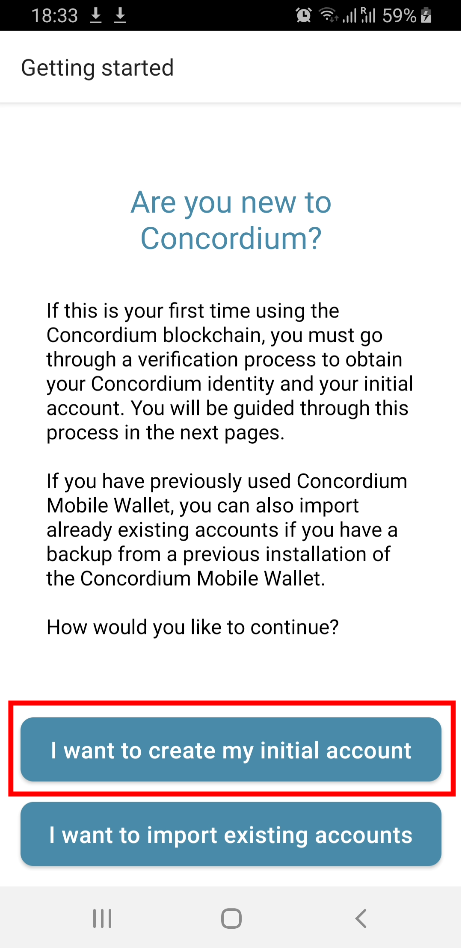 18:33 59%
Getting started
Are you new to
Concordium?
If this is your first time using the
Concordium blockchain, you must go
through a verification process to obtain
your Concordium identity and your initial
account. You will be guided through this
process in the next pages.
If you have previously used Concordium
Mobile Wallet, you can also import
already existing accounts if you have a
backup from a previous installation of
the Concordium Mobile Wallet.
How would you like to continue?
I want to create my initial account
I want to import existing accounts